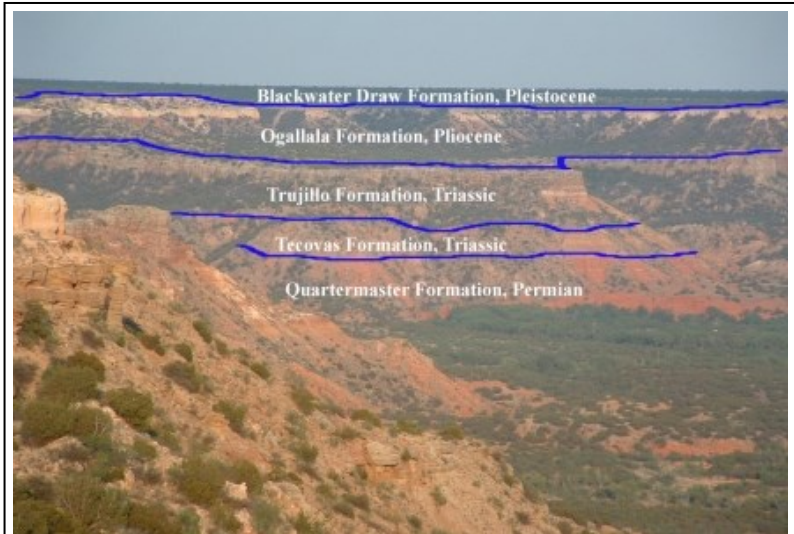 Blackwater Draw Formation, Pleistocene
Ogallala Formation, Pliocene
Trujillo Formation, Triassic
Tecovas Formation, Triassic
Quartermaster Formation, Permian